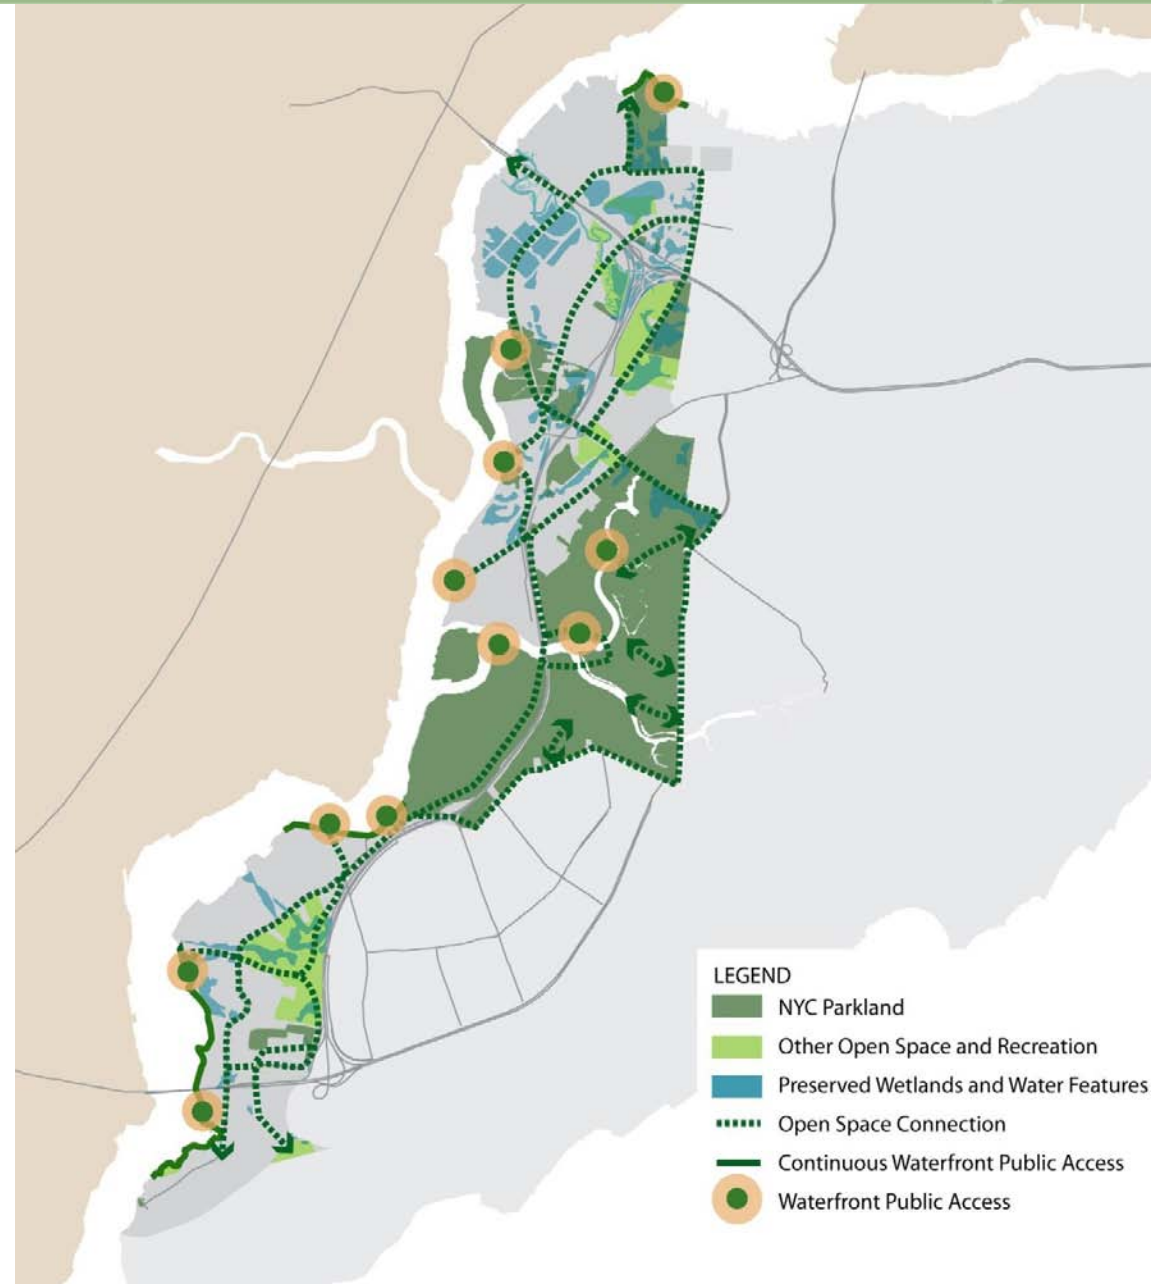 LEGEND
NYC Parkland
Other Open Space and Recreation
Preserved Wetlands and Water Features
Open Space Connection
Continuous Waterfront Public Access
Waterfront Public Access